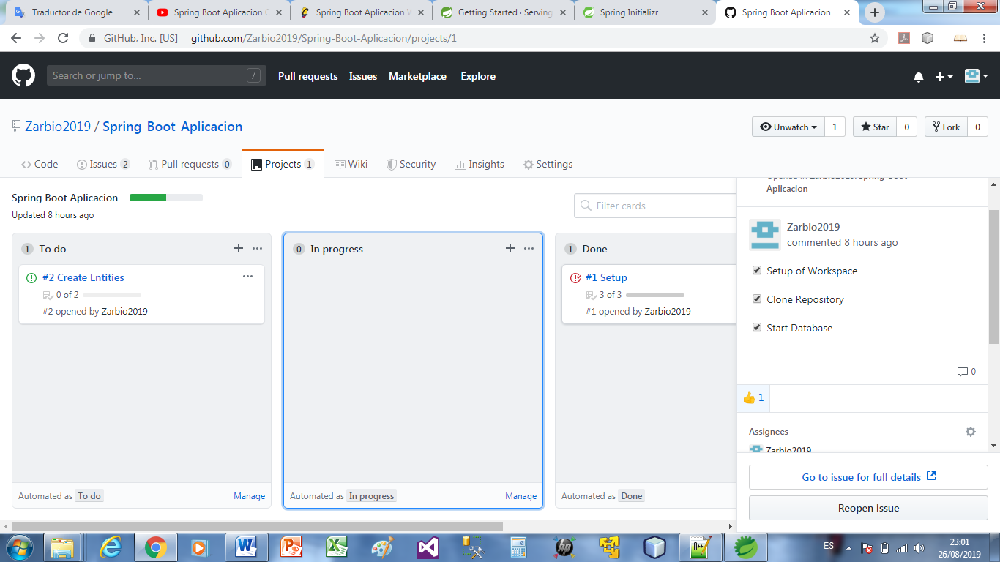 Traductor de Google
Spring Boot Aplicacion C
Spring Boot Aplicacion W
Getting Started · Serving
Spring Initializr
Spring Boot Aplicacion
GitHub, Inc. [US]
github.com/Zarbio2019/Spring-Boot-Aplicacion/projects/1
Search or jump to... /
Pull requests Issues Marketplace Explore
Zarbio2019 / Spring-Boot-Aplicacion
Unwatch 1 Star 0 Fork 0
Code Issues 2 Pull requests 0 Projects 1 Wiki Security Insights Settings
Spring Boot Aplicacion
Updated 8 hours ago
Filter cards
1 To do
#2 Create Entities
0 of 2
#2 opened by Zarbio2019
Automated as To do Manage
0 In progress
Automated as In progress Manage
1 Done
#1 Setup
3 of 3
#1 opened by Zarbio2019
Automated as Done
Opened in Zarbio2019/Spring-Boot-
Aplicacion
Zarbio2019
commented 8 hours ago
Setup of Workspace
Clone Repository
Start Database
0
1
Assignees
Zarbio2019
Go to issue for full details
Reopen issue
ES
23:01
26/08/2019